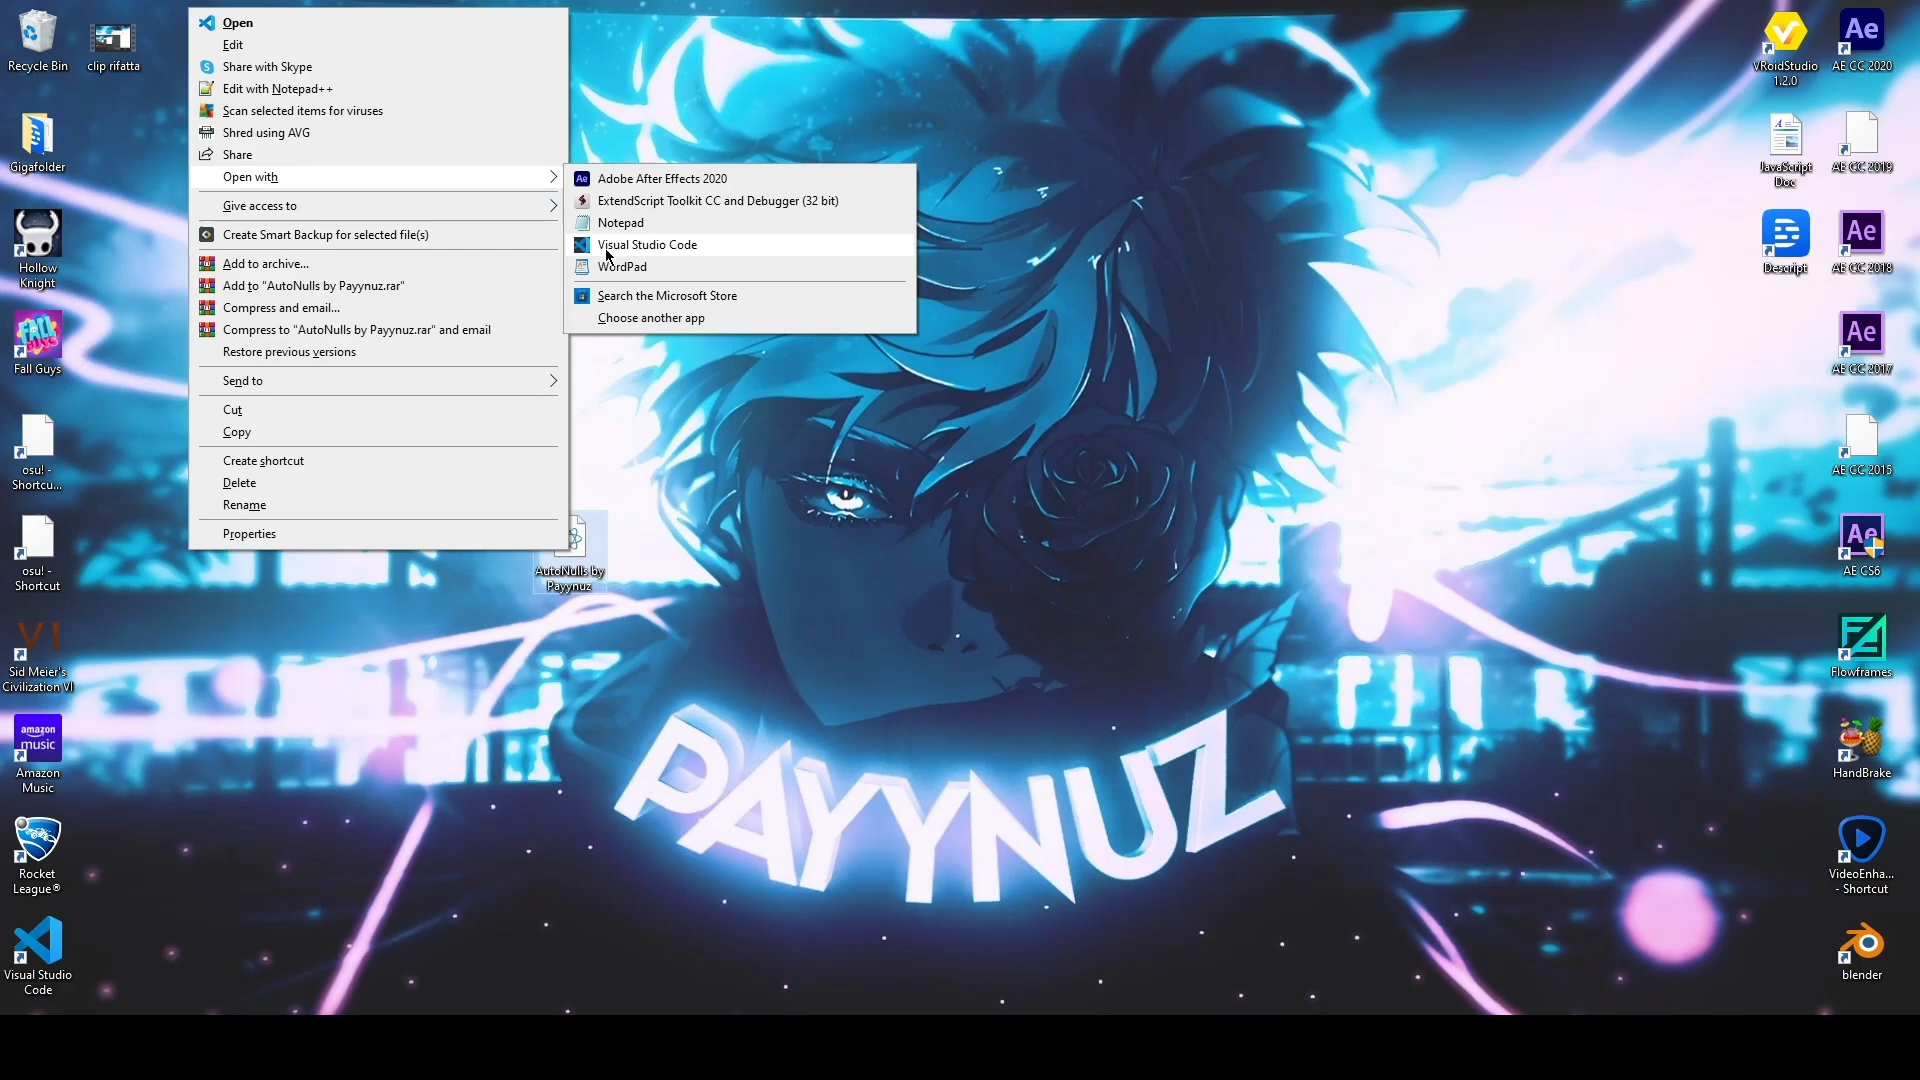 Recycle Bin
clip rifatta
Gigafolder
Hollow
Knight
Fall Guys
osu! -
Shortcu...
osu! -
Shortcut
VI
Sid Meier's
Civilization VI
amazon
music
Amazon
Music
Rocket
League®
Visual Studio
Code
Open
Edit
Share with Skype
Edit with Notepad++
Scan selected items for viruses
Shred using AVG
Share
Open with
Give access to
Create Smart Backup for selected file(s)
Add to archive...
Add to "AutoNulls by Payynuz.rar"
Compress and email...
Compress to "AutoNulls by Payynuz.rar" and email
Restore previous versions
Send to
Cut
Copy
Create shortcut
Delete
Rename
Properties
Ae Adobe After Effects 2020
ExtendScript Toolkit CC and Debugger (32 bit)
Notepad
Visual Studio Code
WordPad
Search the Microsoft Store
Choose another app
AutoNulls by
Payynuz
PAYYNUZ
VRoidStudio
1.2.0
JavaScript
Doc
Descript
Ae
AE CC 2020
AE CC 2019
Ae
AE CC 2018
Ae
AE CC 2017
AE CC 2015
Ae
AE CS6
Flowframes
HandBrake
VideoEnha...
- Shortcut
blender